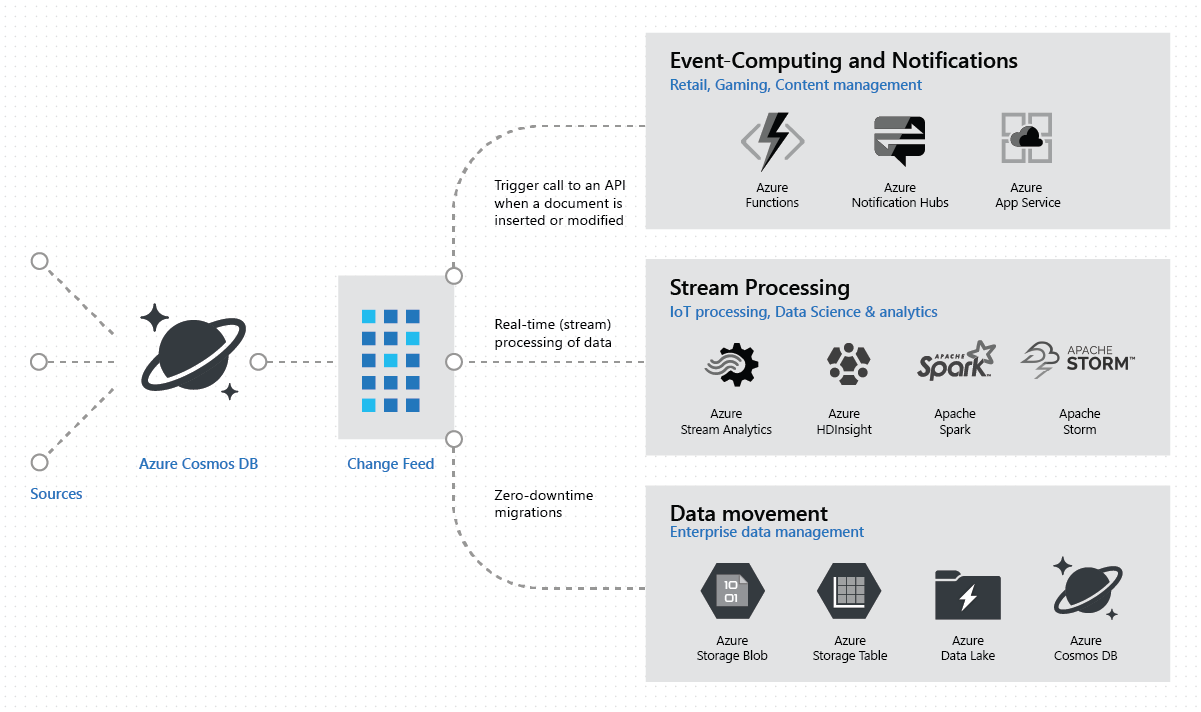 Event-Computing and Notifications
Retail, Gaming, Content management
Azure
Functions
Azure
Notification Hubs
Azure
App Service
Trigger call to an API
when a document is
inserted or modified
Stream Processing
IoT processing, Data Science & analytics
Real-time (stream)
processing of data
APACHE
Spark™
APACHE
STORM™
Azure
Stream Analytics
Azure
HDInsight
Apache
Spark
Apache
Storm
Sources
Azure Cosmos DB
Change Feed
Zero-downtime
migrations
Data movement
Enterprise data management
10
01
Azure
Storage Blob
Azure
Storage Table
Azure
Data Lake
Azure
Cosmos DB